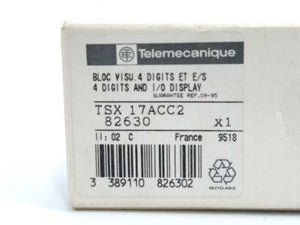 Telemecanique
BLOC VISU.4 DIGITS ET E/S
4 DIGITS AND I/O DISPLAY
GUARANTEE REF.09-95
TSX 17ACC2
82630 x1
II: 02 C France 9518
3 389110 826302
RECYCLABLE